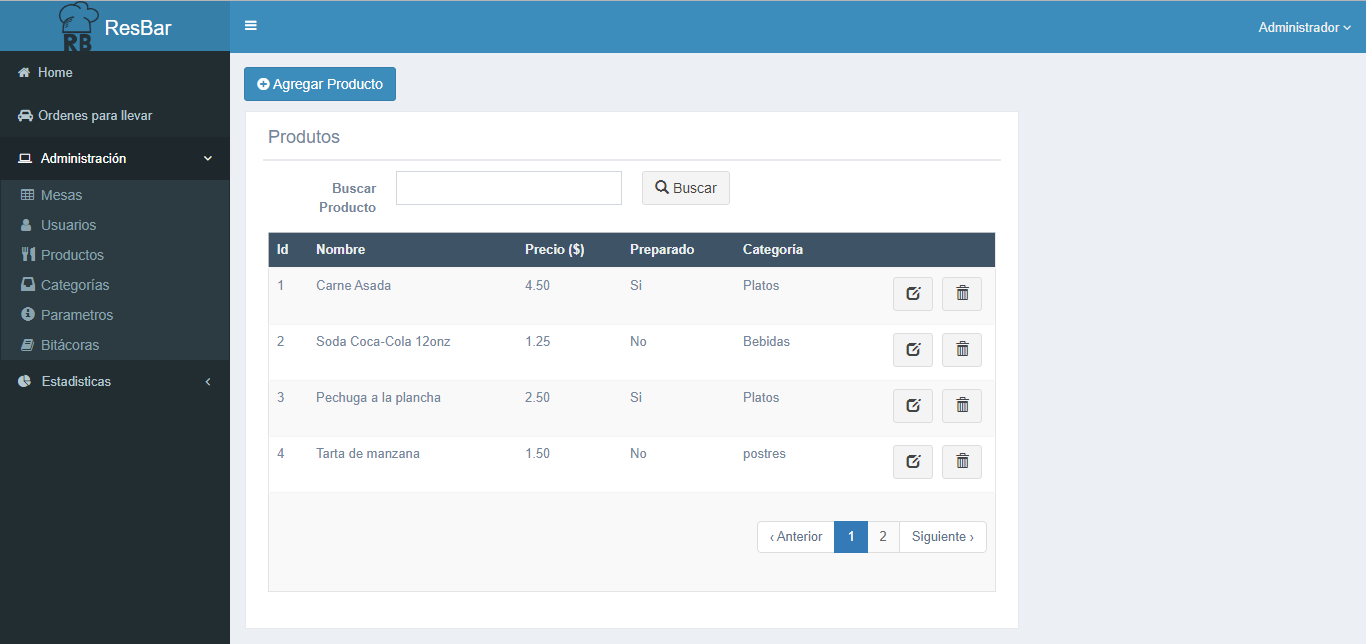 RB ResBar
Administrador
Home
Ordenes para llevar
Administración
Mesas
Usuarios
Productos
Categorías
Parametros
Bitácoras
Estadisticas
Agregar Producto
Produtos
Buscar
Producto
Buscar
Id Nombre Precio ($) Preparado Categoría
1 Carne Asada 4.50 Si Platos
2 Soda Coca-Cola 12onz 1.25 No Bebidas
3 Pechuga a la plancha 2.50 Si Platos
4 Tarta de manzana 1.50 No postres
‹ Anterior 1 2 Siguiente ›